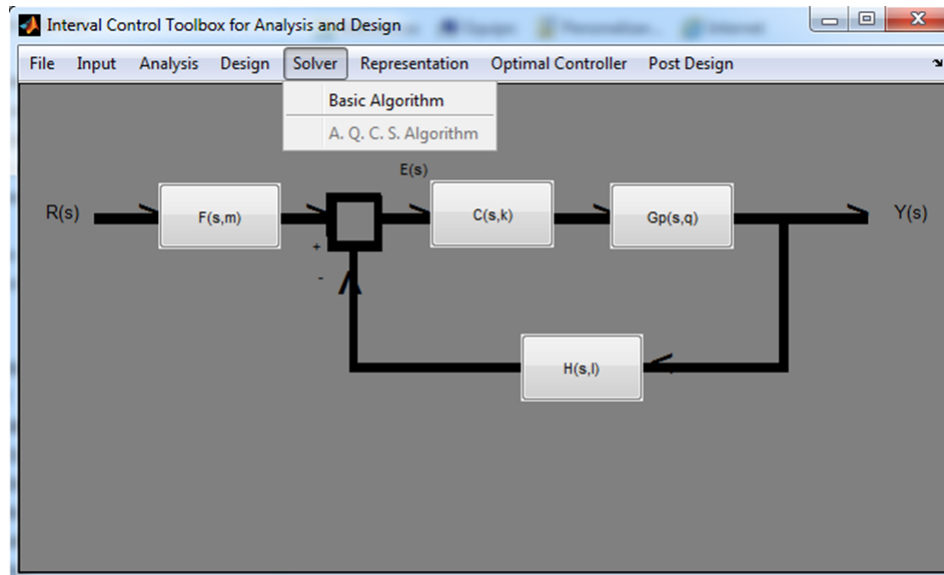 Interval Control Toolbox for Analysis and Design
File Input Analysis Design Solver Representation Optimal Controller Post Design
Basic Algorithm
A. Q. C. S. Algorithm
E(s)
R(s) F(s,m) C(s,k) Gp(s,q) Y(s)
+
-
H(s,l)